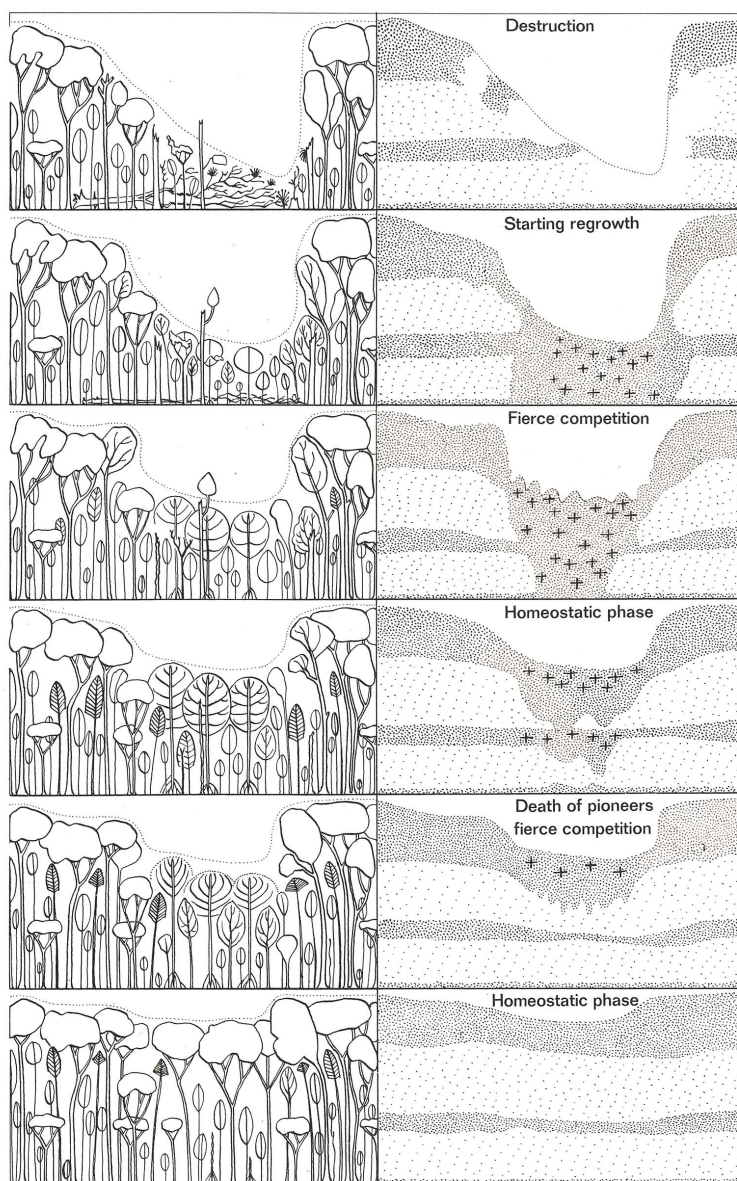 Destruction
Starting regrowth
Fierce competition
Homeostatic phase
Death of pioneers
fierce competition
Homeostatic phase